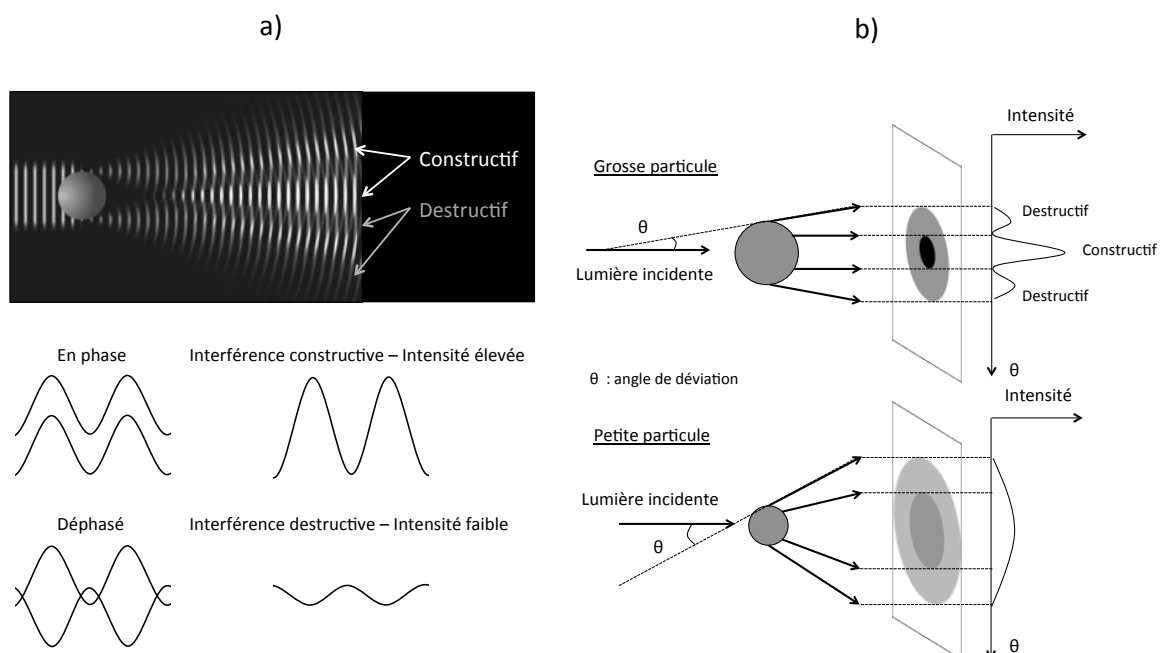 a)
Constructif
Destructif
En phase
Interférence constructive – Intensité élevée
Déphasé
Interférence destructive – Intensité faible
b)
Intensité
Grosse particule
Destructif
θ
Constructif
Lumière incidente
Destructif
θ
θ : angle de déviation
Intensité
Petite particule
Lumière incidente
θ
θ